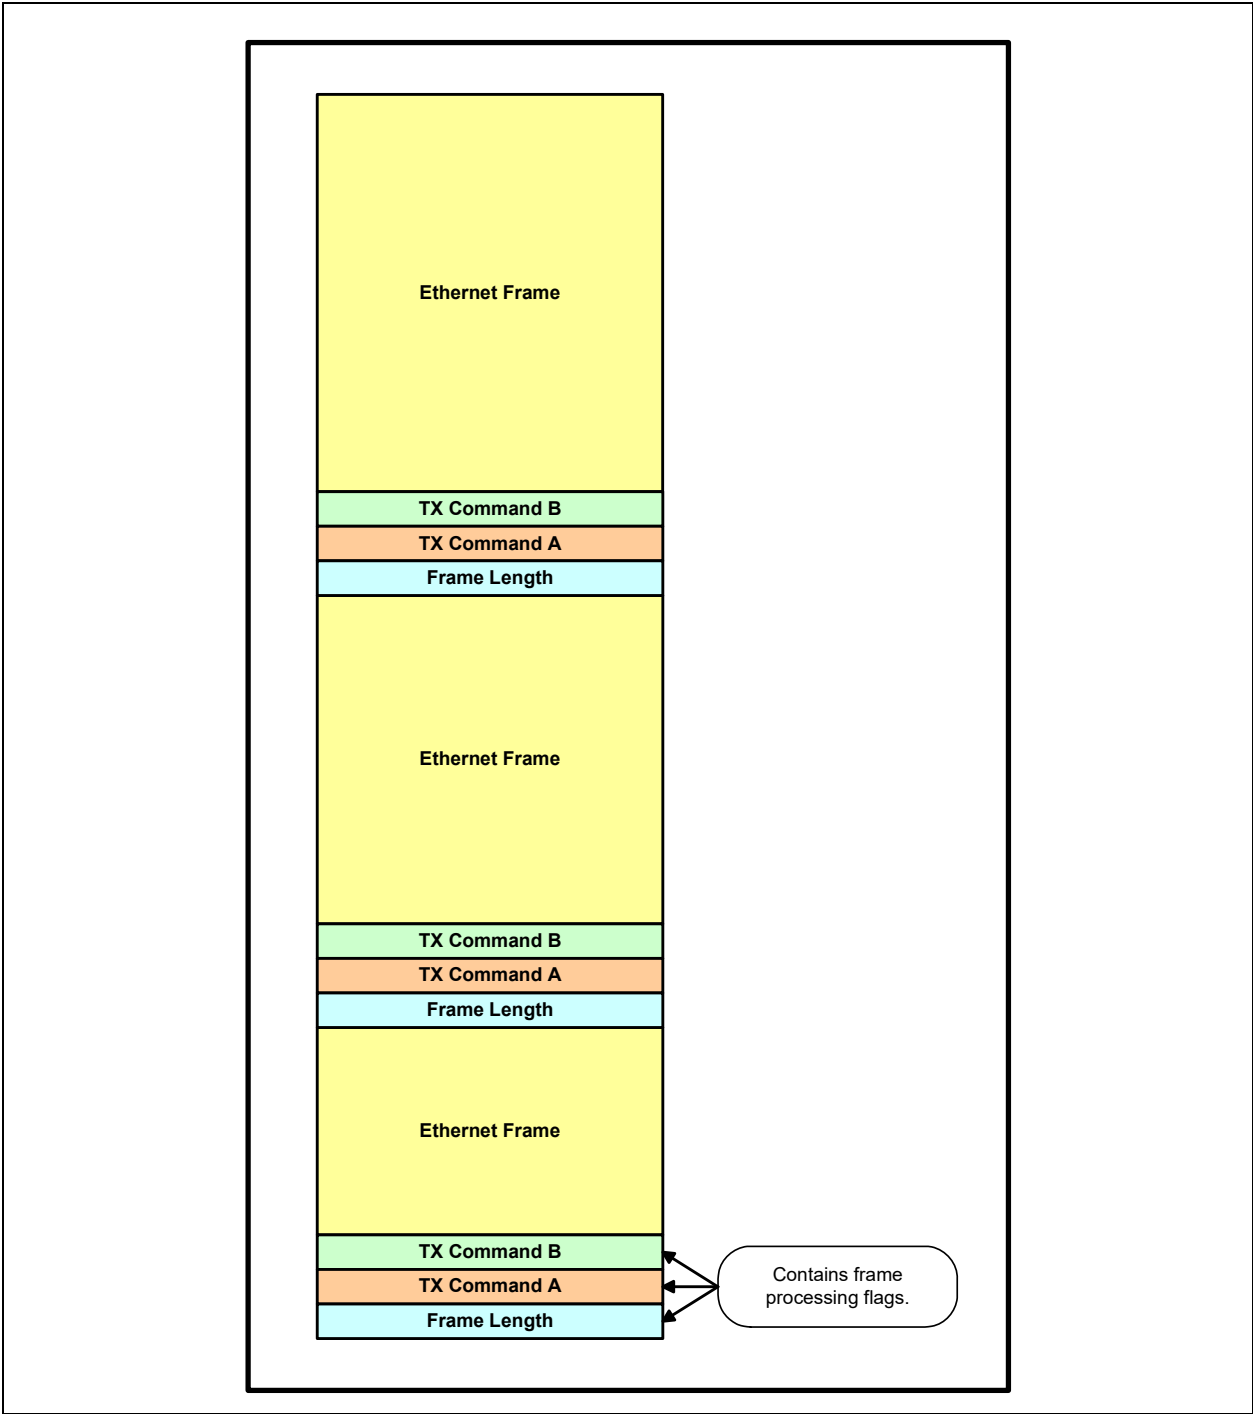 Ethernet Frame
TX Command B
TX Command A
Frame Length
Ethernet Frame
TX Command B
TX Command A
Frame Length
Ethernet Frame
TX Command B
TX Command A
Frame Length
Contains frame
processing flags.